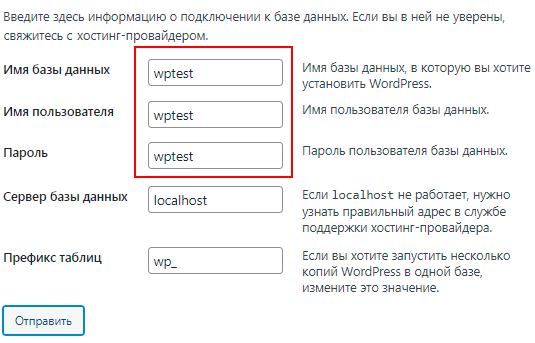 Введите здесь информацию о подключении к базе данных. Если вы в ней не уверены,
свяжитесь с хостинг-провайдером.
Имя базы данных
wptest
Имя базы данных, в которую вы хотите
установить WordPress.
Имя пользователя
wptest
Имя пользователя базы данных.
Пароль
wptest
Пароль пользователя базы данных.
Сервер базы данных
localhost
Если localhost не работает, нужно
узнать правильный адрес в службе
поддержки хостинг-провайдера.
Префикс таблиц
wp_
Если вы хотите запустить несколько
копий WordPress в одной базе,
измените это значение.
Отправить